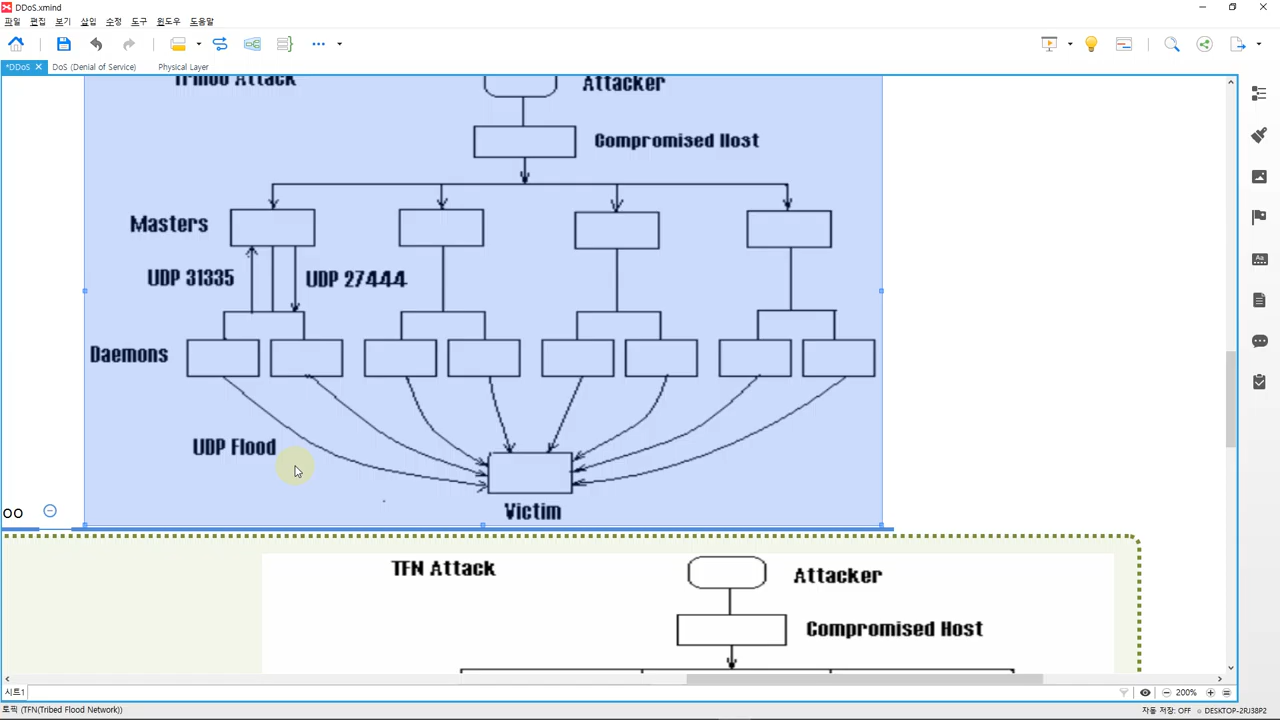 DDoS.xmind
파일 편집 보기 삽입 수정 도구 윈도우 도움말
*DDoS DoS (Denial of Service) Physical Layer
Trinoo Attack Attacker
Compromised Host
Masters
UDP 31335 UDP 27444
Daemons
UDP Flood
Victim
oo
TFN Attack Attacker
Compromised Host
시트1
200%
토픽 (TFN(Tribed Flood Network)) 자동 저장: OFF DESKTOP-2RJ38P2